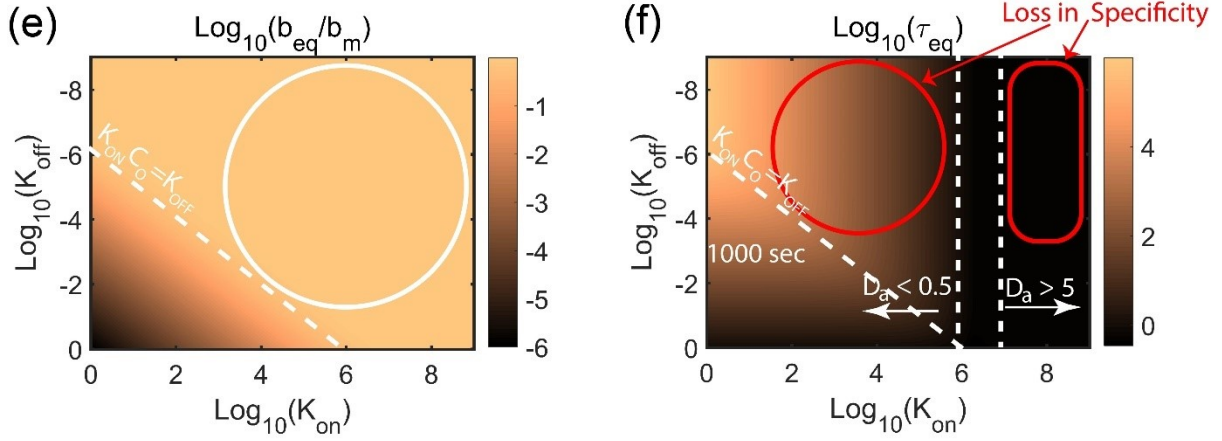 (e)
Log10(beq/bm)
-8
-6
-4
-2
0
Log10(Koff)
KON CO =KOFF
0
2
4
6
8
Log10(Kon)
-1
-2
-3
-4
-5
-6
(f)
Log10(τeq)
Loss in Specificity
-8
-6
-4
-2
0
Log10(Koff)
KON CO =KOFF
1000 sec
Da < 0.5
Da > 5
0
2
4
6
8
Log10(Kon)
4
2
0